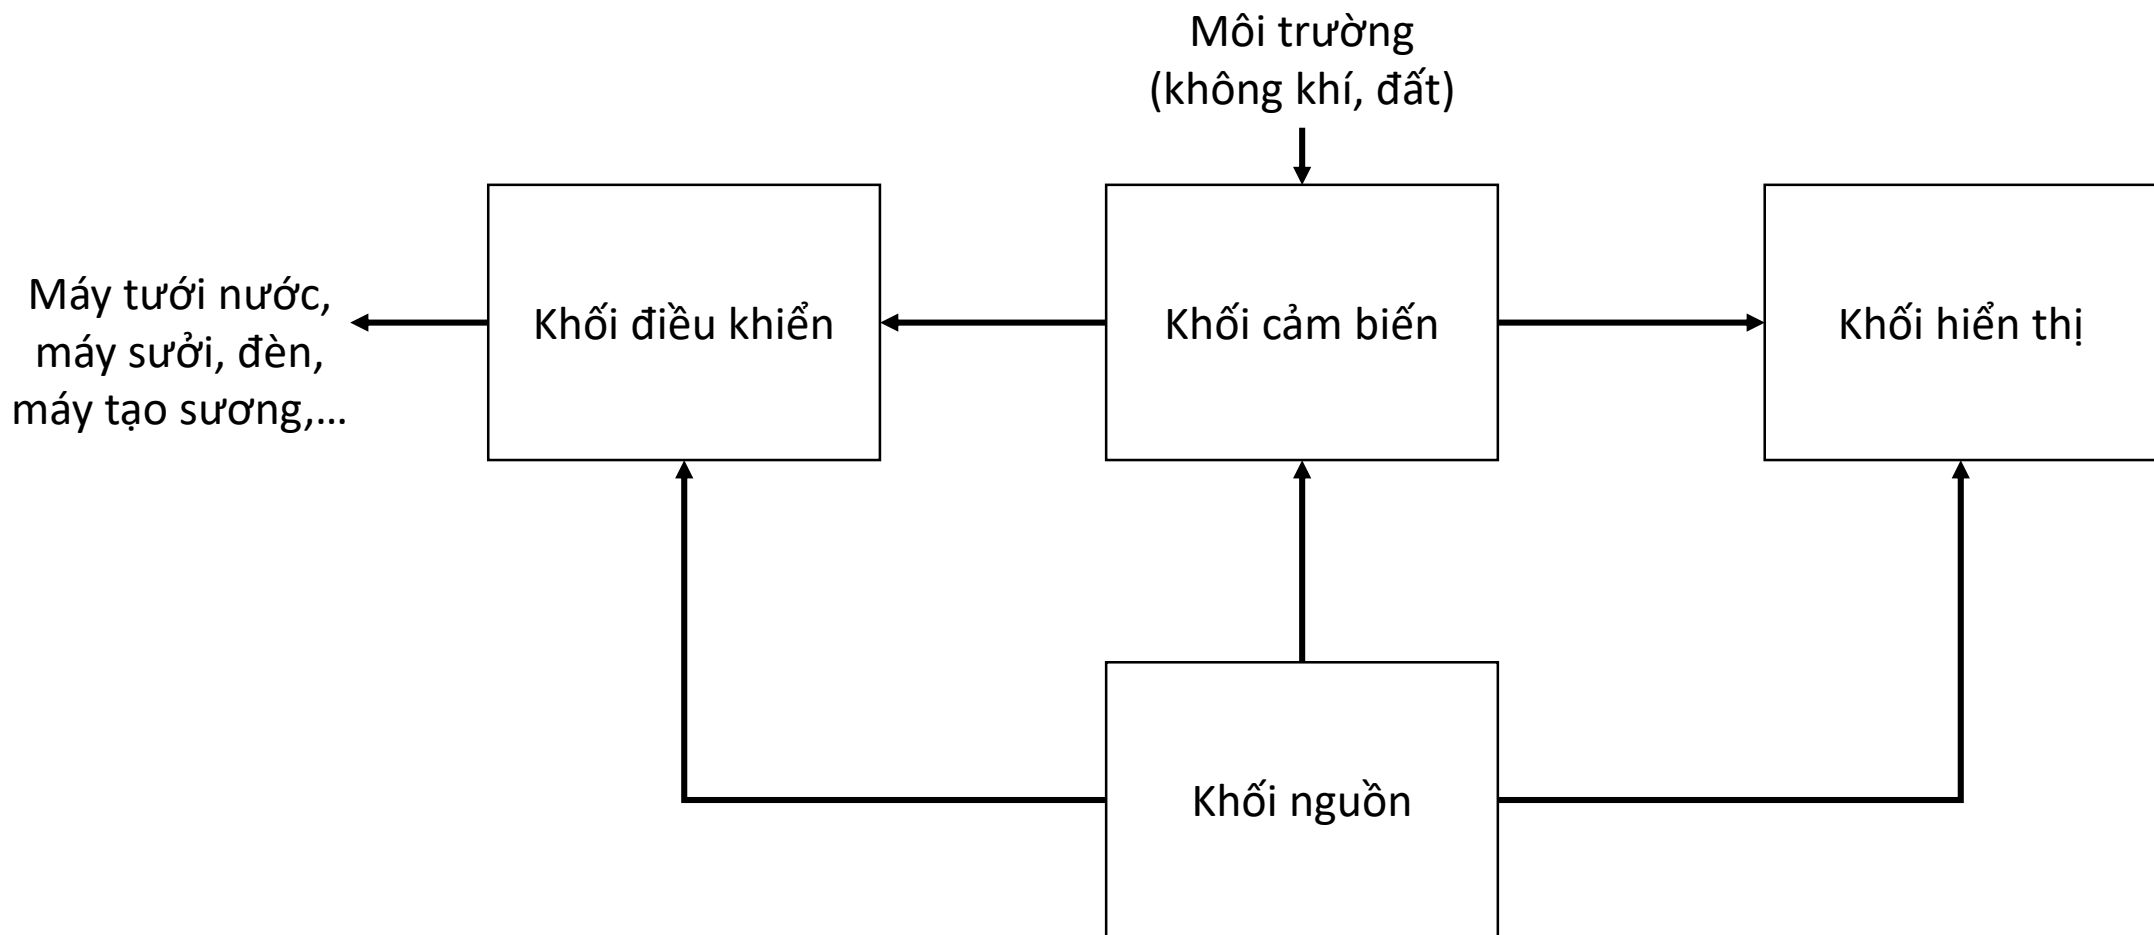 Môi trường
(không khí, đất)
Máy tưới nước,
máy sưởi, đèn,
máy tạo sương,...
Khối điều khiển
Khối cảm biến
Khối hiển thị
Khối nguồn